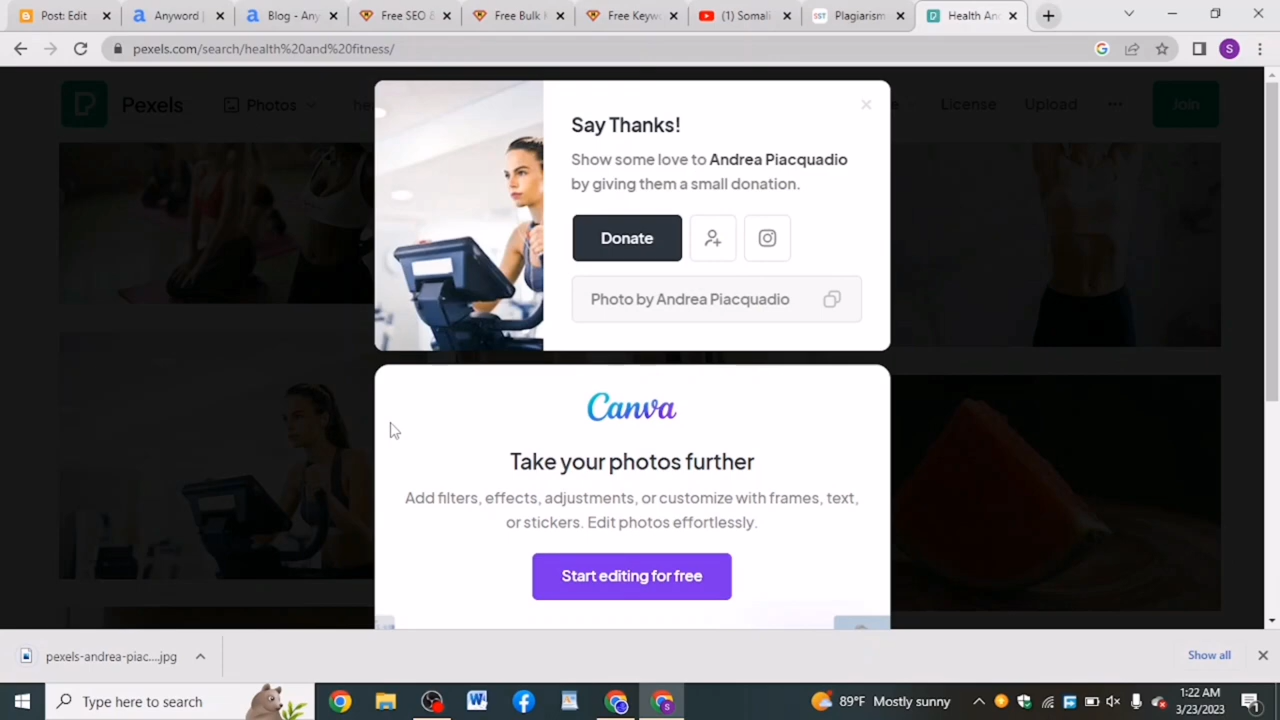 Post: Edit
Anyword |
Blog - Any
Free SEO &
Free Bulk
Free Keyw
(1) Somali
SST
Plagiarism
Health And
pexels.com/search/health%20and%20fitness/
S
Pexels
Photos
License
Upload
Join
Say Thanks!
Show some love to Andrea Piacquadio
by giving them a small donation.
Donate
Photo by Andrea Piacquadio
Canva
Take your photos further
Add filters, effects, adjustments, or customize with frames, text,
or stickers. Edit photos effortlessly.
Start editing for free
pexels-andrea-piac....jpg
Show all
Type here to search
89°F Mostly sunny
1:22 AM
3/23/2023